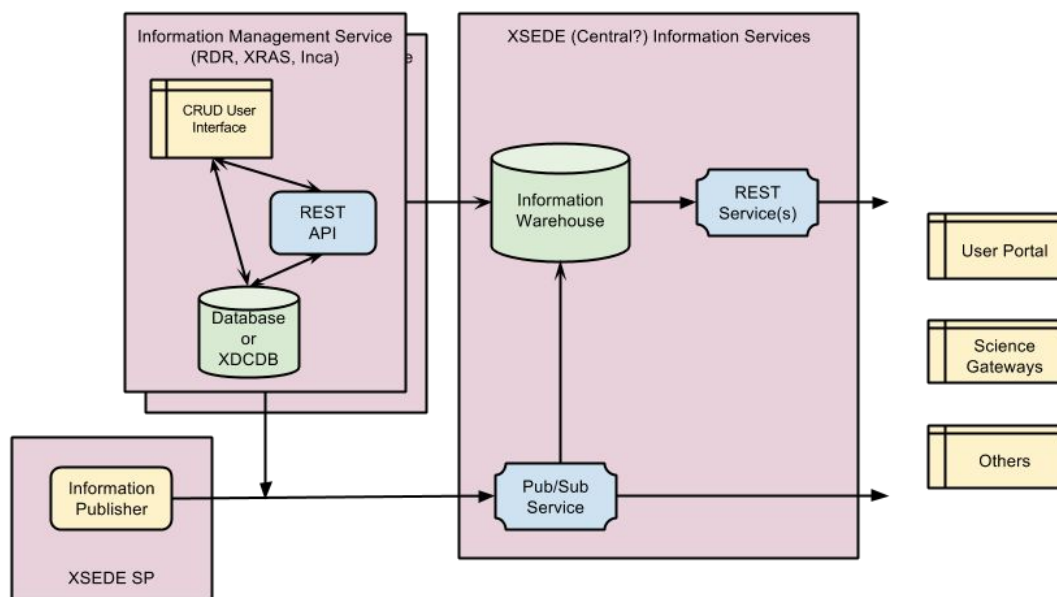 Information Management Service
(RDR, XRAS, Inca)
e
CRUD User
Interface
REST
API
Database
or
XDCDB
XSEDE (Central?) Information Services
Information
Warehouse
REST
Service(s)
User Portal
Science
Gateways
Others
Information
Publisher
XSEDE SP
Pub/Sub
Service